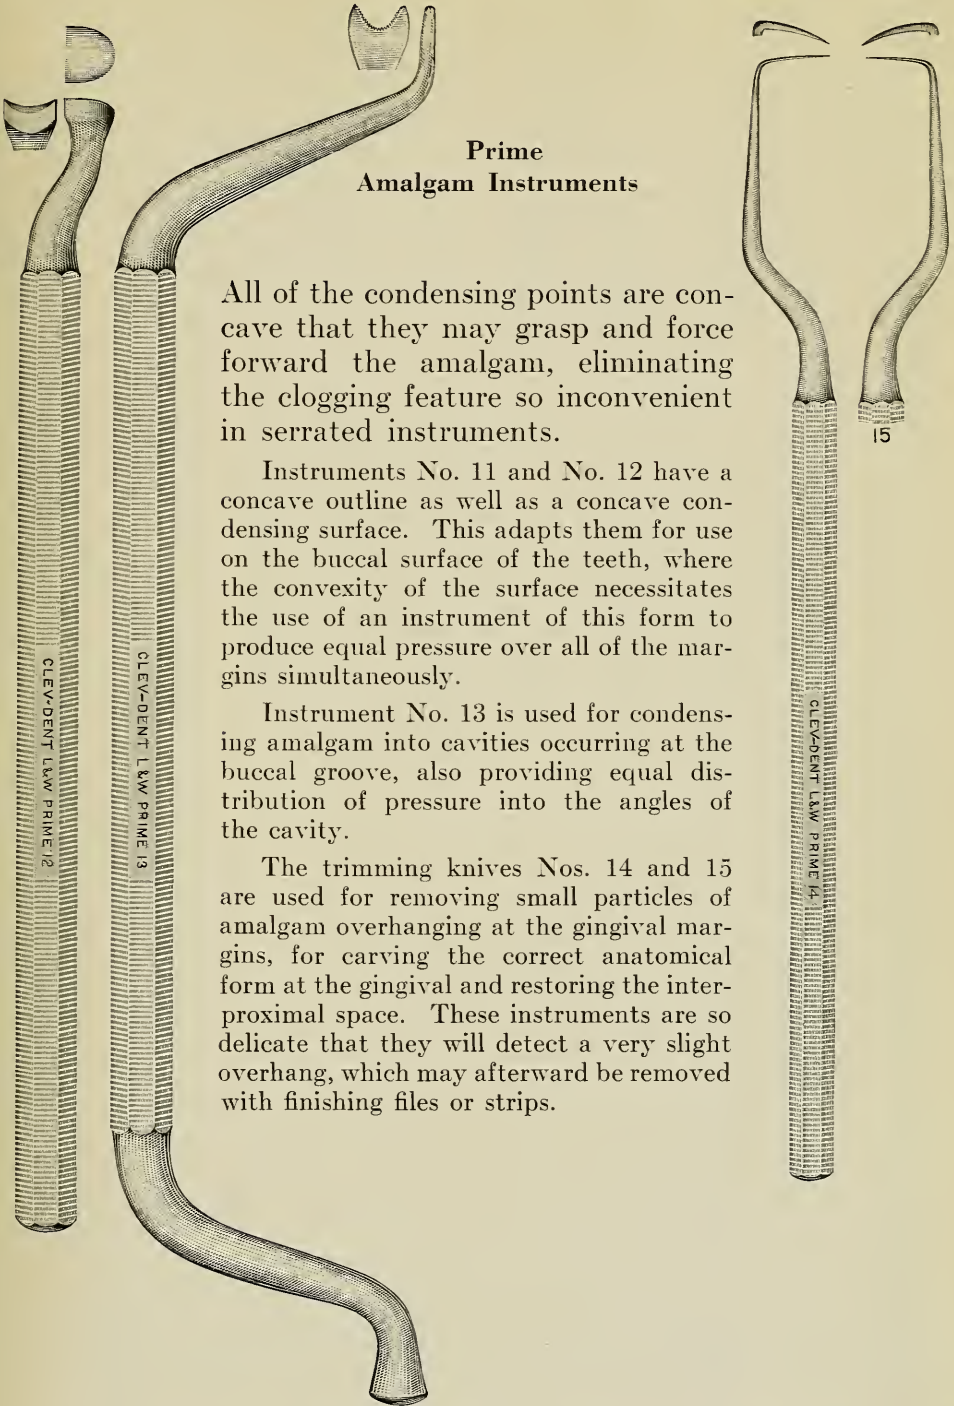 Prime
Amalgam Instruments
All of the condensing points are con-
cave that they may grasp and force
forward the amalgam, eliminating
the clogging feature so inconvenient
in serrated instruments.
Instruments No. 11 and No. 12 have a
concave outline as well as a concave con-
densing surface. This adapts them for use
on the buccal surface of the teeth, where
the convexity of the surface necessitates
the use of an instrument of this form to
produce equal pressure over all of the mar-
gins simultaneously.
Instrument No. 13 is used for condens-
ing amalgam into cavities occurring at the
buccal groove, also providing equal dis-
tribution of pressure into the angles of
the cavity.
The trimming knives Nos. 14 and 15
are used for removing small particles of
amalgam overhanging at the gingival mar-
gins, for carving the correct anatomical
form at the gingival and restoring the inter-
proximal space. These instruments are so
delicate that they will detect a very slight
overhang, which may afterward be removed
with finishing files or strips.
CLEV-DENT L&W PRIME 12
CLEV-DENT L&W PRIME 13
CLEV-DENT L&W PRIME 14
15